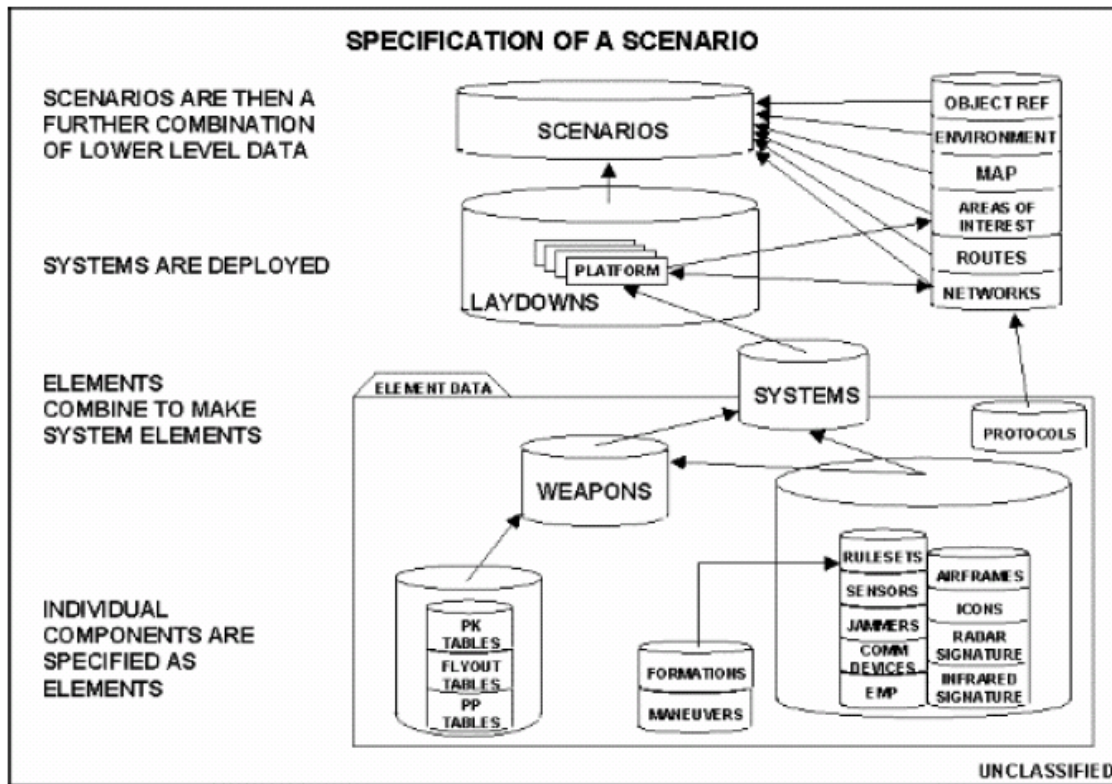 SPECIFICATION OF A SCENARIO
SCENARIOS ARE THEN A
FURTHER COMBINATION
OF LOWER LEVEL DATA
SCENARIOS
OBJECT REF
ENVIRONMENT
MAP
AREAS OF
INTEREST
ROUTES
NETWORKS
SYSTEMS ARE DEPLOYED
PLATFORM
LAYDOWNS
ELEMENTS
COMBINE TO MAKE
SYSTEM ELEMENTS
ELEMENT DATA
SYSTEMS
PROTOCOLS
WEAPONS
INDIVIDUAL
COMPONENTS ARE
SPECIFIED AS
ELEMENTS
PK
TABLES
FLYOUT
TABLES
PP
TABLES
FORMATIONS
MANEUVERS
RULESETS
SENSORS
JAMMERS
COMM
DEVICES
EMP
AIRFRAMES
ICONS
RADAR
SIGNATURE
INFRARED
SIGNATURE
UNCLASSIFIED